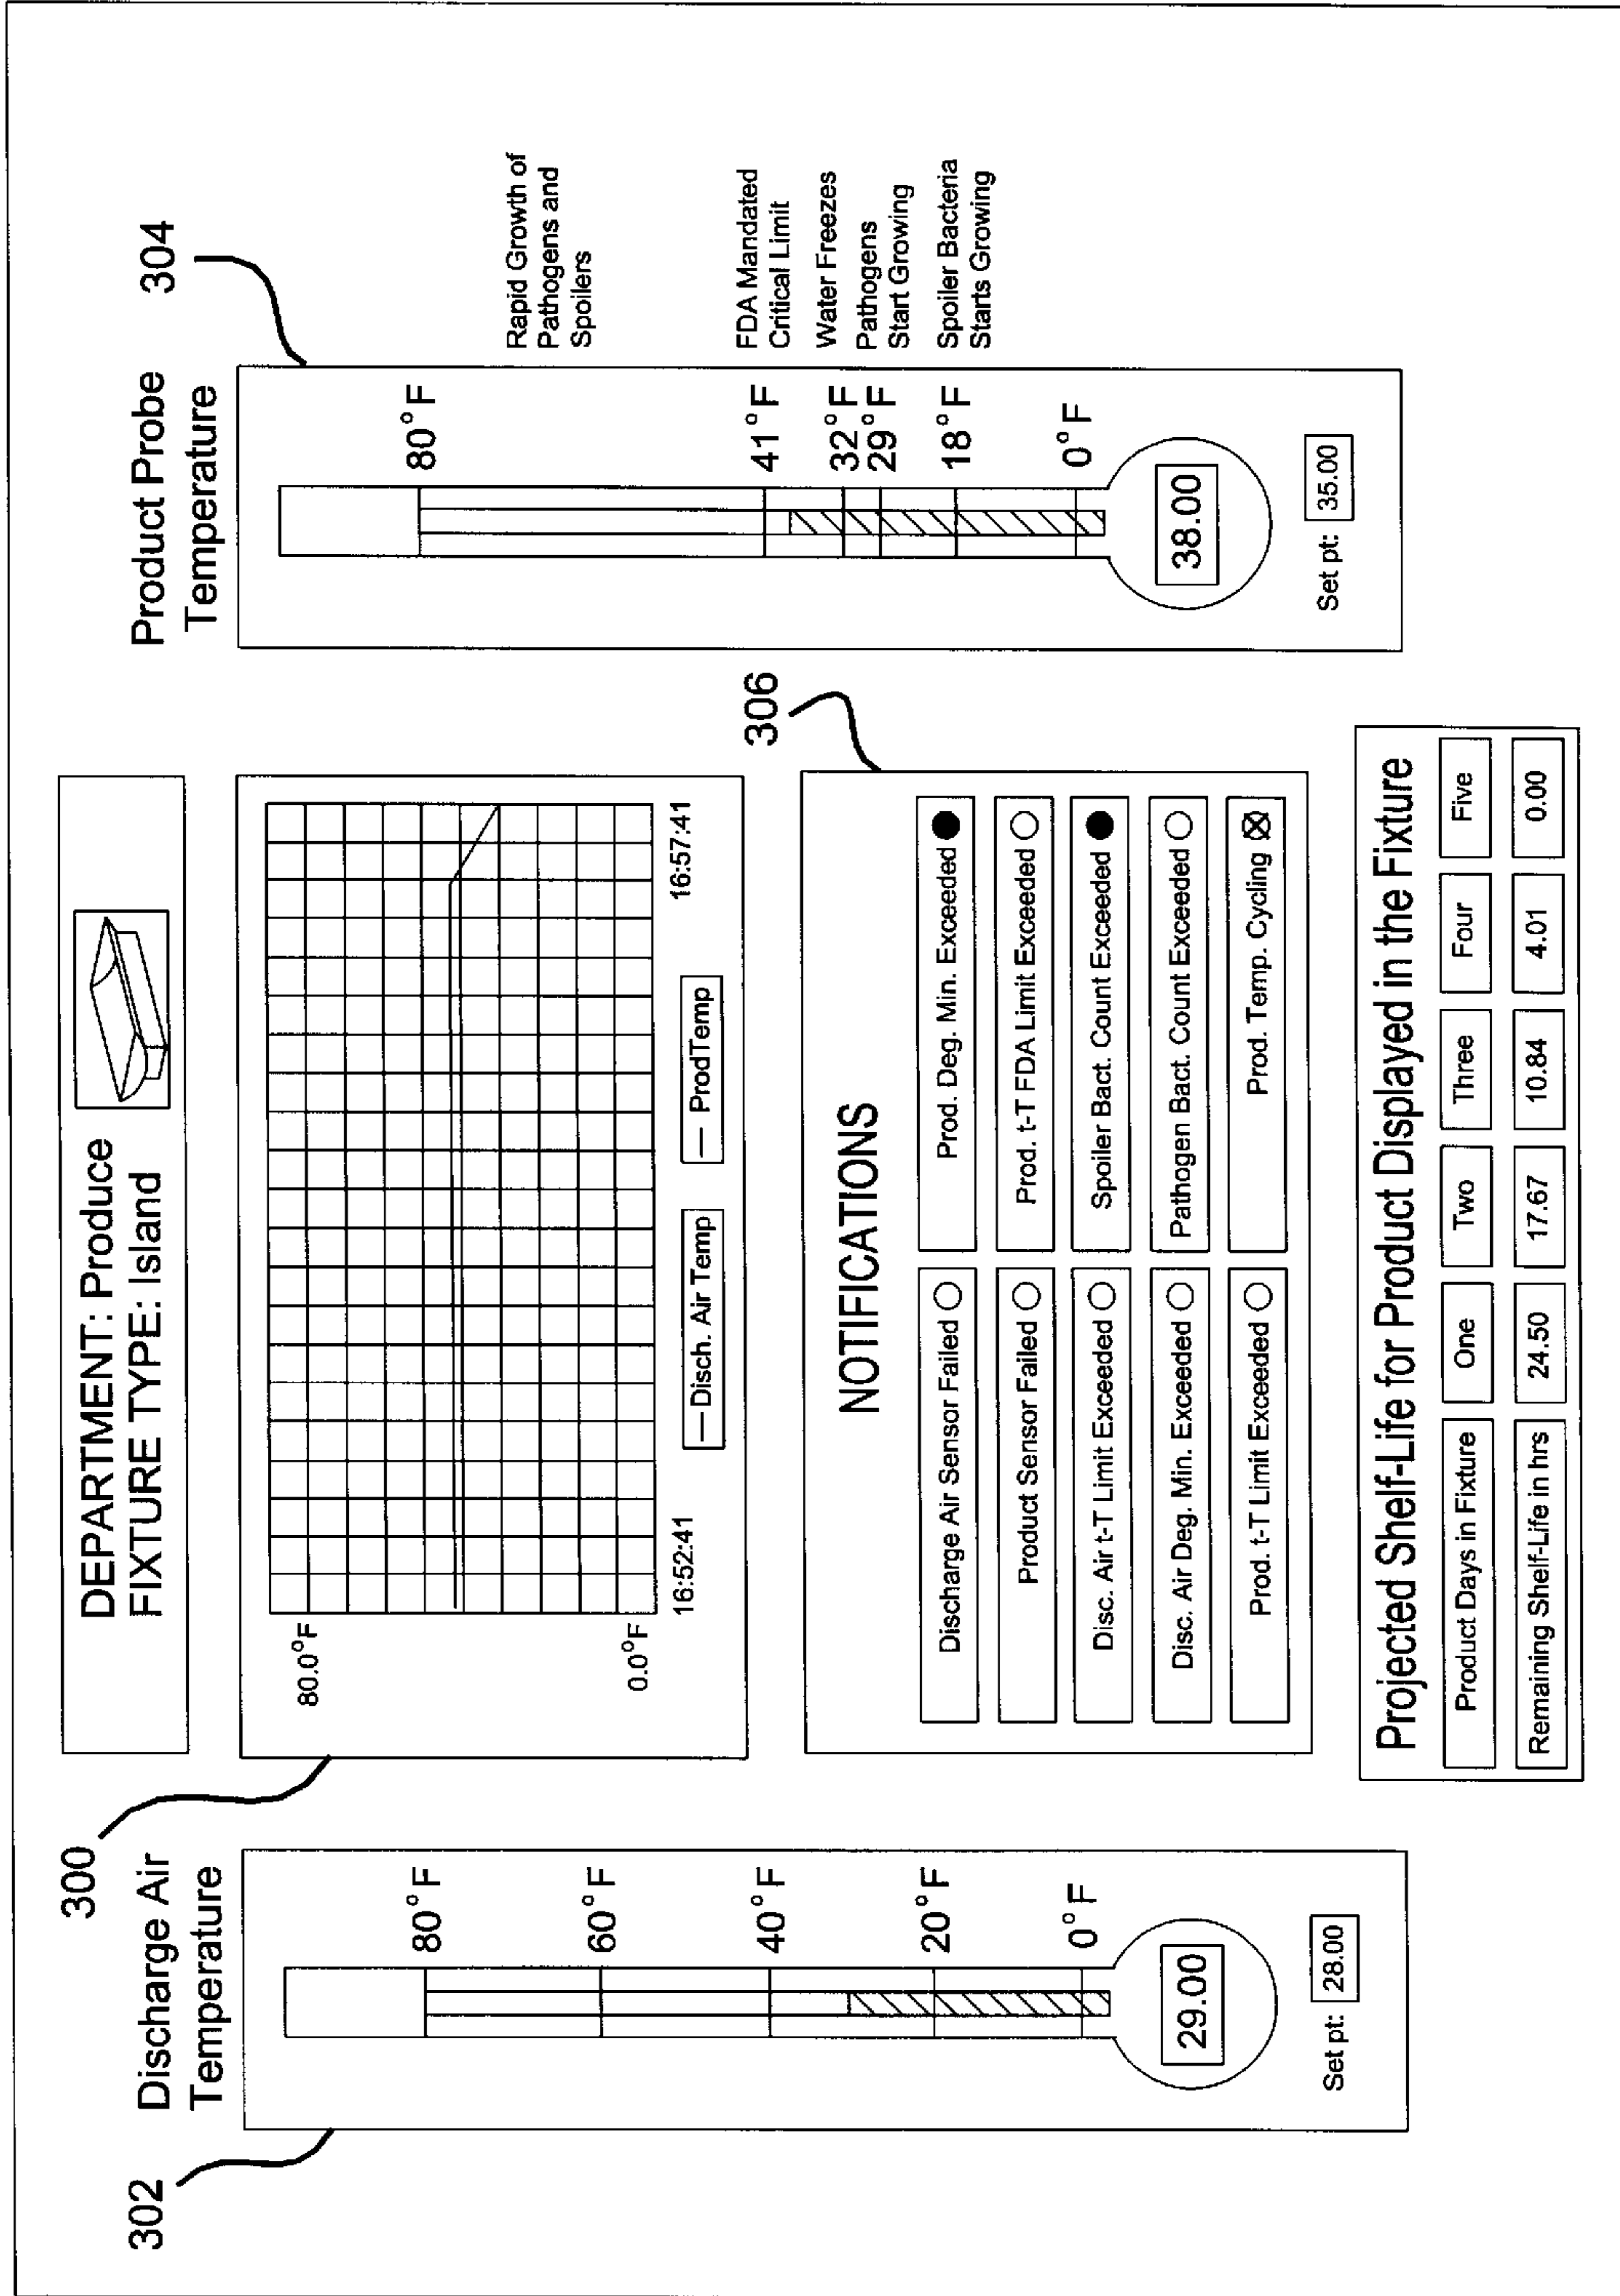 300
302
Discharge Air
Temperature
80°F
60°F
40°F
20°F
0°F
29.00
Set pt: 28.00
DEPARTMENT: Produce
FIXTURE TYPE: Island
80.0°F
0.0°F
16:52:41
16:57:41
Disch. Air Temp
ProdTemp
306
NOTIFICATIONS
Discharge Air Sensor Failed
Prod. Deg. Min. Exceeded
Product Sensor Failed
Prod. t-T FDA Limit Exceeded
Disc. Air t-T Limit Exceeded
Spoiler Bact. Count Exceeded
Disc. Air Deg. Min. Exceeded
Pathogen Bact. Count Exceeded
Prod. t-T Limit Exceeded
Prod. Temp. Cycling
Projected Shelf-Life for Product Displayed in the Fixture
Product Days in Fixture One Two Three Four Five
Remaining Shelf-Life in hrs 24.50 17.67 10.84 4.01 0.00
Product Probe
Temperature
304
80°F
41°F
32°F
29°F
18°F
0°F
38.00
Set pt: 35.00
Rapid Growth of
Pathogens and
Spoilers
FDA Mandated
Critical Limit
Water Freezes
Pathogens
Start Growing
Spoiler Bacteria
Starts Growing